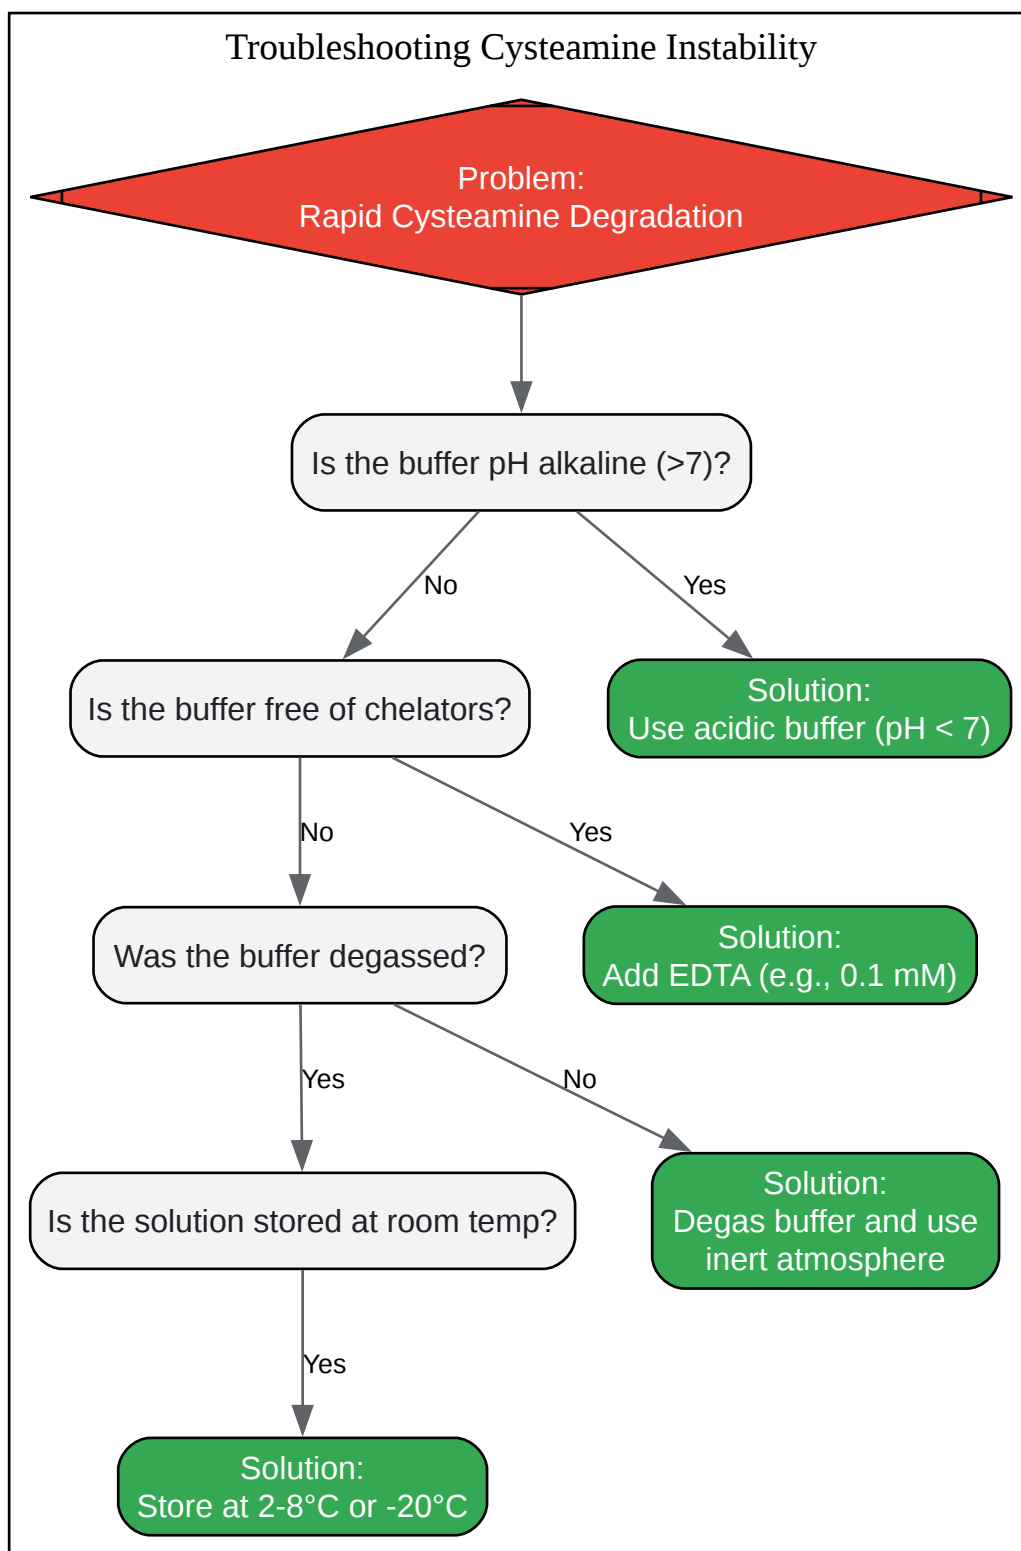 Troubleshooting Cysteamine Instability
Problem:
Rapid Cysteamine Degradation
Is the buffer pH alkaline (>7)?
No
Yes
Is the buffer free of chelators?
Solution:
Use acidic buffer (pH < 7)
No
Yes
Was the buffer degassed?
Solution:
Add EDTA (e.g., 0.1 mM)
Yes
No
Is the solution stored at room temp?
Solution:
Degas buffer and use
inert atmosphere
Yes
Solution:
Store at 2-8°C or -20°C